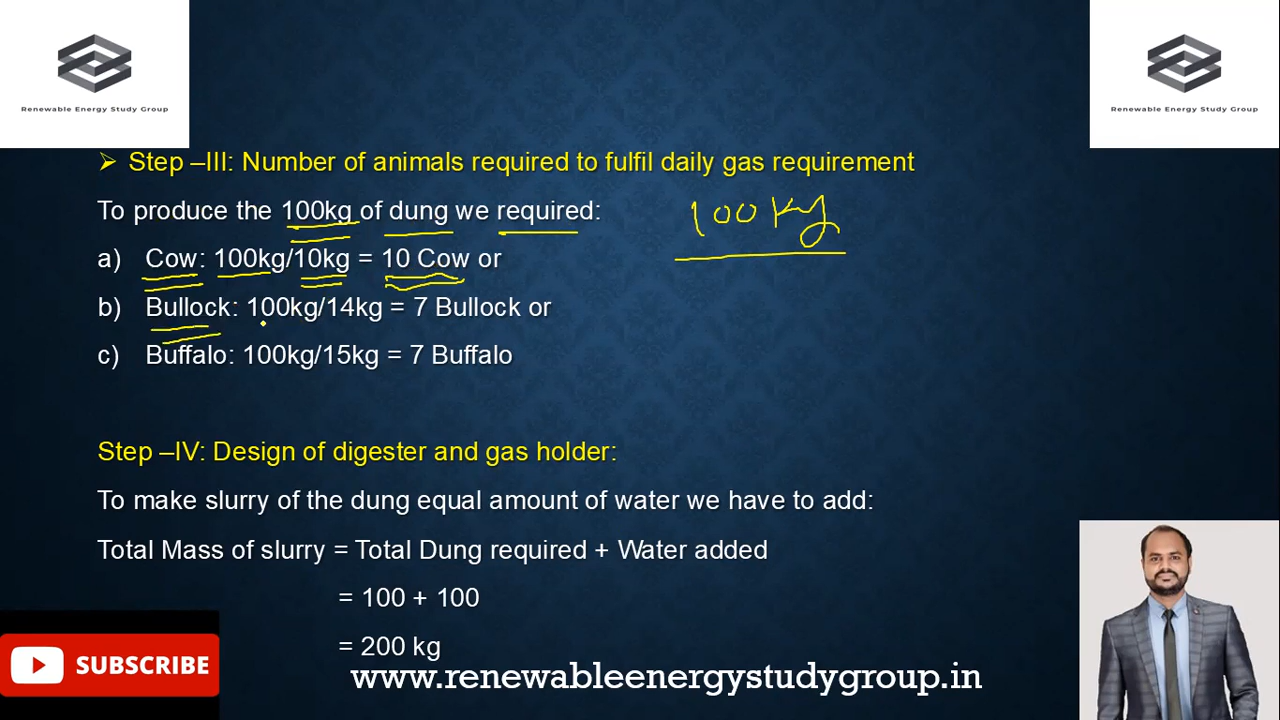 Renewable Energy Study Group
Renewable Energy Study Group
➢ Step –III: Number of animals required to fulfil daily gas requirement
To produce the 100kg of dung we required:
100 Kg
a) Cow: 100kg/10kg = 10 Cow or
b) Bullock: 100kg/14kg = 7 Bullock or
c) Buffalo: 100kg/15kg = 7 Buffalo
Step –IV: Design of digester and gas holder:
To make slurry of the dung equal amount of water we have to add:
Total Mass of slurry = Total Dung required + Water added
= 100 + 100
= 200 kg
SUBSCRIBE
www.renewableenergystudygroup.in